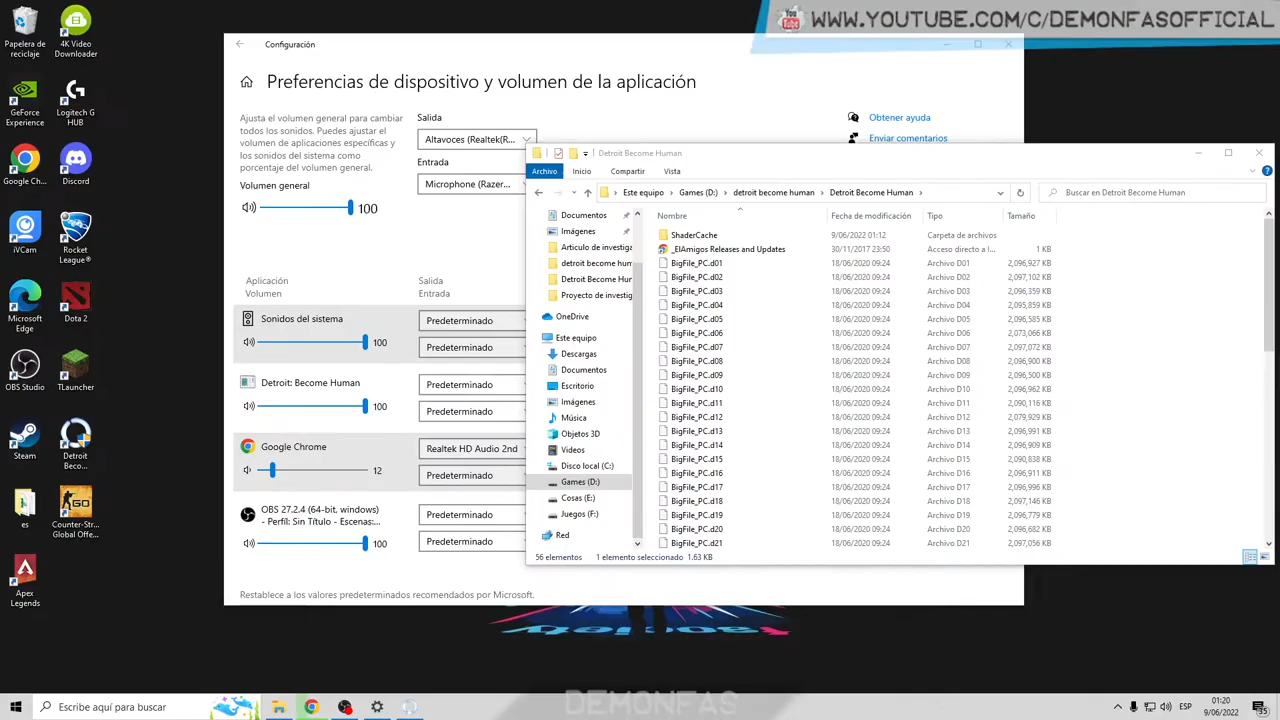 WWW.YOUTUBE.COM/C/DEMONFASOFFICIAL
Papelera de reciclaje
4K Video Downloader
GeForce Experience
Logitech G HUB
Google Ch...
Discord
iVCam
Rocket League®
Microsoft Edge
Dota 2
OBS Studio
TLauncher
Steam
Detroit Beco...
es
Counter-Str... Global Offe...
Apex Legends
Configuración
Preferencias de dispositivo y volumen de la aplicación
Ajusta el volumen general para cambiar
todos los sonidos. Puedes ajustar el
volumen de aplicaciones específicas y
los sonidos del sistema como
porcentaje del volumen general.
Volumen general
100
Salida
Altavoces (Realtek(R...
Entrada
Microphone (Razer...
Obtener ayuda
Enviar comentarios
Aplicación
Volumen
Salida
Entrada
Sonidos del sistema
100
Predeterminado
Predeterminado
Detroit: Become Human
100
Predeterminado
Predeterminado
Google Chrome
12
Realtek HD Audio 2nd
Predeterminado
OBS 27.2.4 (64-bit, windows)
- Perfil: Sin Título - Escenas:...
100
Predeterminado
Predeterminado
Restablece a los valores predeterminados recomendados por Microsoft.
Detroit Become Human
Archivo Inicio Compartir Vista
Este equipo › Games (D:) › detroit become human › Detroit Become Human ›
Buscar en Detroit Become Human
Documentos
Imágenes
Articulo de investiga
detroit become hum
Detroit Become Hur
Proyecto de investig
OneDrive
Este equipo
Descargas
Documentos
Escritorio
Imágenes
Música
Objetos 3D
Videos
Disco local (C:)
Games (D:)
Cosas (E:)
Juegos (F:)
Red
Nombre Fecha de modificación Tipo Tamaño
ShaderCache 9/06/2022 01:12 Carpeta de archivos
_ElAmigos Releases and Updates 30/11/2017 23:50 Acceso directo a I... 1 KB
BigFile_PC.d01 18/06/2020 09:24 Archivo D01 2,096,927 KB
BigFile_PC.d02 18/06/2020 09:24 Archivo D02 2,097,102 KB
BigFile_PC.d03 18/06/2020 09:24 Archivo D03 2,096,359 KB
BigFile_PC.d04 18/06/2020 09:24 Archivo D04 2,095,859 KB
BigFile_PC.d05 18/06/2020 09:24 Archivo D05 2,096,585 KB
BigFile_PC.d06 18/06/2020 09:24 Archivo D06 2,073,066 KB
BigFile_PC.d07 18/06/2020 09:24 Archivo D07 2,097,072 KB
BigFile_PC.d08 18/06/2020 09:24 Archivo D08 2,096,900 KB
BigFile_PC.d09 18/06/2020 09:24 Archivo D09 2,096,500 KB
BigFile_PC.d10 18/06/2020 09:24 Archivo D10 2,096,962 KB
BigFile_PC.d11 18/06/2020 09:24 Archivo D11 2,090,116 KB
BigFile_PC.d12 18/06/2020 09:24 Archivo D12 2,079,929 KB
BigFile_PC.d13 18/06/2020 09:24 Archivo D13 2,096,991 KB
BigFile_PC.d14 18/06/2020 09:24 Archivo D14 2,096,909 KB
BigFile_PC.d15 18/06/2020 09:24 Archivo D15 2,090,838 KB
BigFile_PC.d16 18/06/2020 09:24 Archivo D16 2,096,911 KB
BigFile_PC.d17 18/06/2020 09:24 Archivo D17 2,096,996 KB
BigFile_PC.d18 18/06/2020 09:24 Archivo D18 2,097,146 KB
BigFile_PC.d19 18/06/2020 09:24 Archivo D19 2,096,779 KB
BigFile_PC.d20 18/06/2020 09:24 Archivo D20 2,096,682 KB
BigFile_PC.d21 18/06/2020 09:24 Archivo D21 2,097,056 KB
56 elementos 1 elemento seleccionado 1.63 KB
DEMONFAS
Escribe aquí para buscar
ESP
01:20
9/06/2022